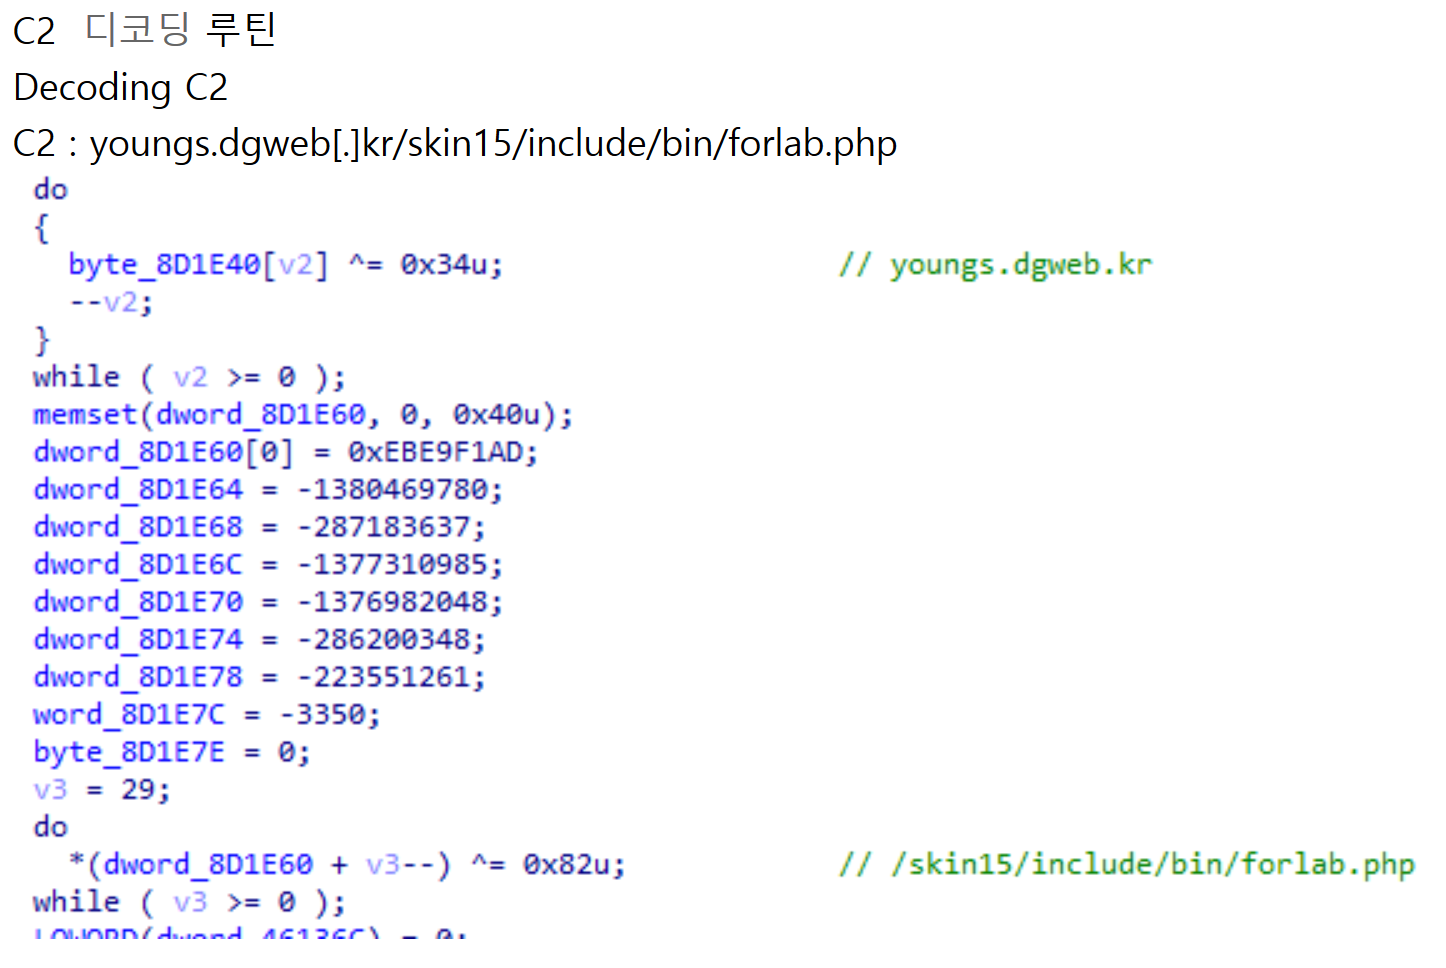 C2 디코딩 루틴
Decoding C2
C2 : youngs.dgweb[.]kr/skin15/include/bin/forlab.php
do
{
byte_8D1E40[v2] ^= 0x34u; // youngs.dgweb.kr
--v2;
}
while ( v2 >= 0 );
memset(dword_8D1E60, 0, 0x40u);
dword_8D1E60[0] = 0xEBE9F1AD;
dword_8D1E64 = -1380469780;
dword_8D1E68 = -287183637;
dword_8D1E6C = -1377310985;
dword_8D1E70 = -1376982048;
dword_8D1E74 = -286200348;
dword_8D1E78 = -223551261;
word_8D1E7C = -3350;
byte_8D1E7E = 0;
v3 = 29;
do
*(dword_8D1E60 + v3--) ^= 0x82u; // /skin15/include/bin/forlab.php
while ( v3 >= 0 );